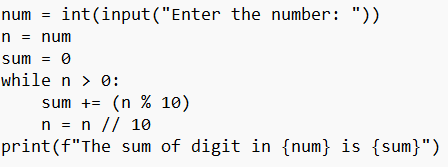 num = int(input("Enter the number: "))
n = num
sum = 0
while n > 0:
    sum += (n % 10)
    n = n // 10
print(f"The sum of digit in {num} is {sum}")